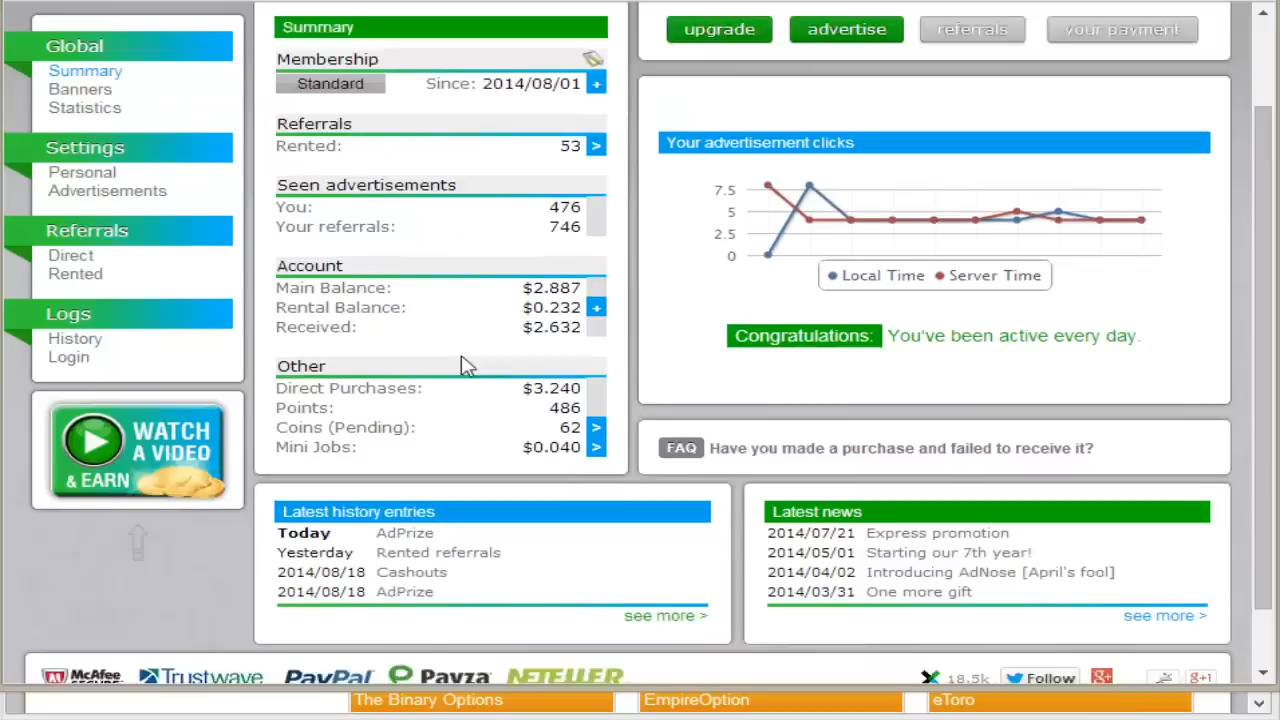 Global
Summary
Banners
Statistics
Settings
Personal
Advertisements
Referrals
Direct
Rented
Logs
History
Login
WATCH
A VIDEO
& EARN
Summary
Membership
Standard Since: 2014/08/01 +
Referrals
Rented: 53 >
Seen advertisements
You: 476
Your referrals: 746
Account
Main Balance: $2.887
Rental Balance: $0.232 +
Received: $2.632
Other
Direct Purchases: $3.240
Points: 486
Coins (Pending): 62 >
Mini Jobs: $0.040 >
upgrade advertise referrals your payment
Your advertisement clicks
7.5
5
2.5
0
Local Time Server Time
Congratulations: You've been active every day.
FAQ Have you made a purchase and failed to receive it?
Latest history entries
Today AdPrize
Yesterday Rented referrals
2014/08/18 Cashouts
2014/08/18 AdPrize
see more >
Latest news
2014/07/21 Express promotion
2014/05/01 Starting our 7th year!
2014/04/02 Introducing AdNose [April's fool]
2014/03/31 One more gift
see more >
McAfee Trustwave PayPal Payza NETELLER 18.5k Follow g+ g+1
The Binary Options EmpireOption eToro